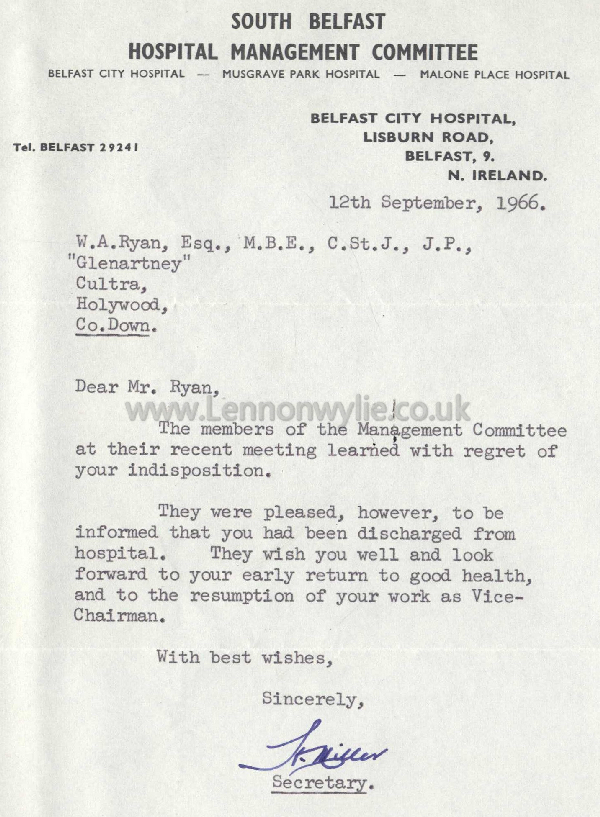 SOUTH BELFAST
HOSPITAL MANAGEMENT COMMITTEE
BELFAST CITY HOSPITAL — MUSGRAVE PARK HOSPITAL — MALONE PLACE HOSPITAL
BELFAST CITY HOSPITAL,
LISBURN ROAD,
Tel. BELFAST 29241
BELFAST, 9.
N. IRELAND.
12th September, 1966.
W.A.Ryan, Esq., M.B.E., C.St.J., J.P.,
"Glenartney"
Cultra,
Holywood,
Co.Down.
Dear Mr. Ryan,
www.Lennonwylie.co.uk
The members of the Management Committee
at their recent meeting learned with regret of
your indisposition.
They were pleased, however, to be
informed that you had been discharged from
hospital. They wish you well and look
forward to your early return to good health,
and to the resumption of your work as Vice-
Chairman.
With best wishes,
Sincerely,
Miller
Secretary.